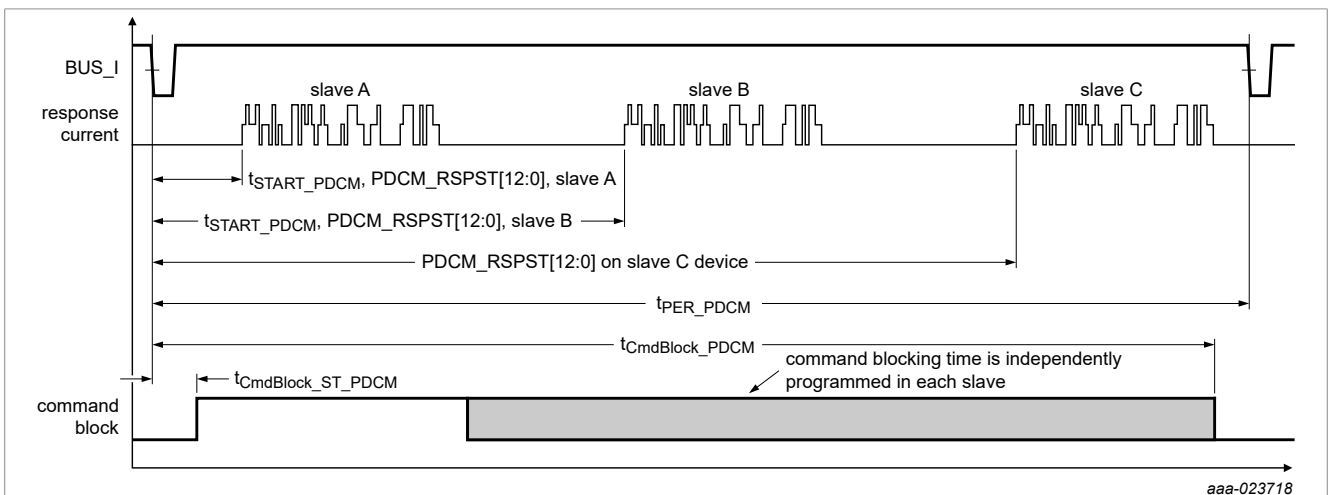 BUS_I
slave A
slave B
slave C
response
current
tSTART_PDCM, PDCM_RSPST[12:0], slave A
tSTART_PDCM, PDCM_RSPST[12:0], slave B
PDCM_RSPST[12:0] on slave C device
tPER_PDCM
tCmdBlock_PDCM
command blocking time is independently
programmed in each slave
tCmdBlock_ST_PDCM
command
block
aaa-023718